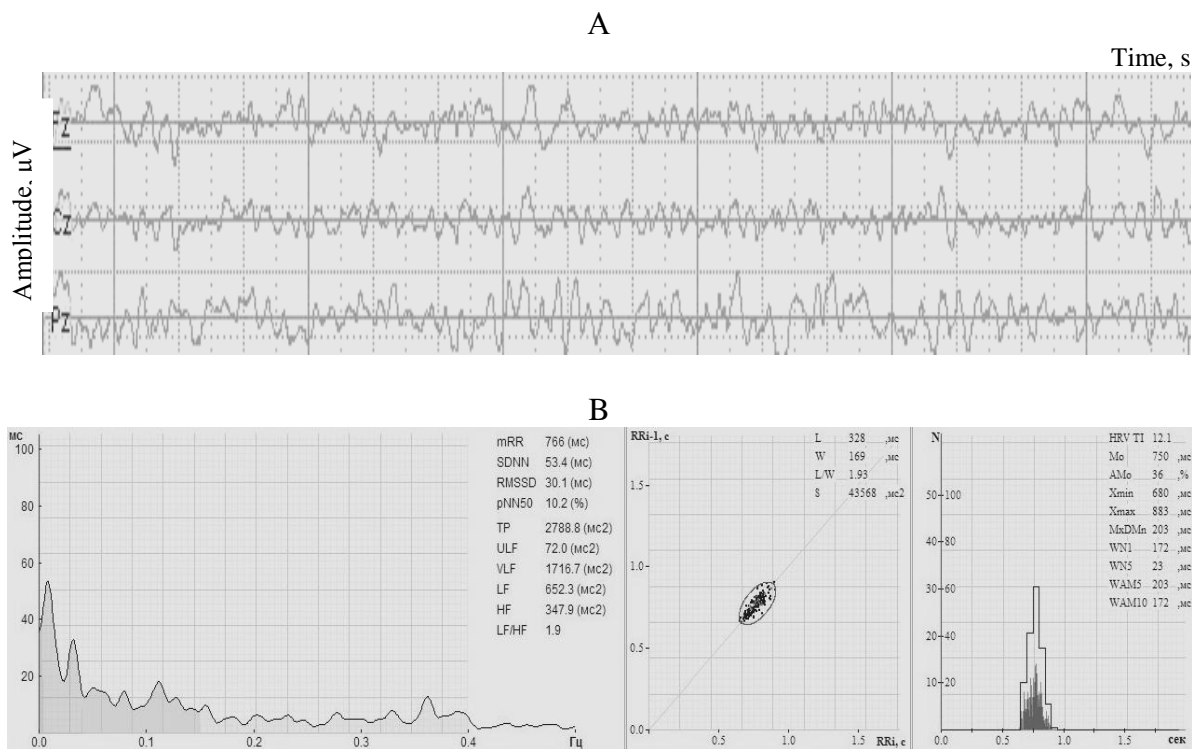 A
Time, s
Amplitude. uV
Fz
Cz
Pz
B
мс
100
80
60
40
20
0.0
0.1
0.2
0.3
0.4
Гц
mRR 766 (мс)
SDNN 53.4 (мс)
RMSSD 30.1 (мс)
pNN50 10.2 (%)
TP 2788.8 (мс2)
ULF 72.0 (мс2)
VLF 1716.7 (мс2)
LF 652.3 (мс2)
HF 347.9 (мс2)
LF/HF 1.9
RRi-1, c
L 328 ,мс
W 169 ,мс
L/W 1.93
S 43568 ,мс2
1.5
1.0
0.5
0.0
0.5
1.0
1.5
RRi, c
N
HRV TI 12.1
Mo 750 ,мс
AMo 36 ,%
Xmin 680 ,мс
Xmax 883 ,мс
MxDMn 203 ,мс
WN1 172 ,мс
WN5 23 ,мс
WAM5 203 ,мс
WAM10 172 ,мс
50 100
40 80
30 60
20 40
10 20
0 0
0.0
0.5
1.0
1.5
сек